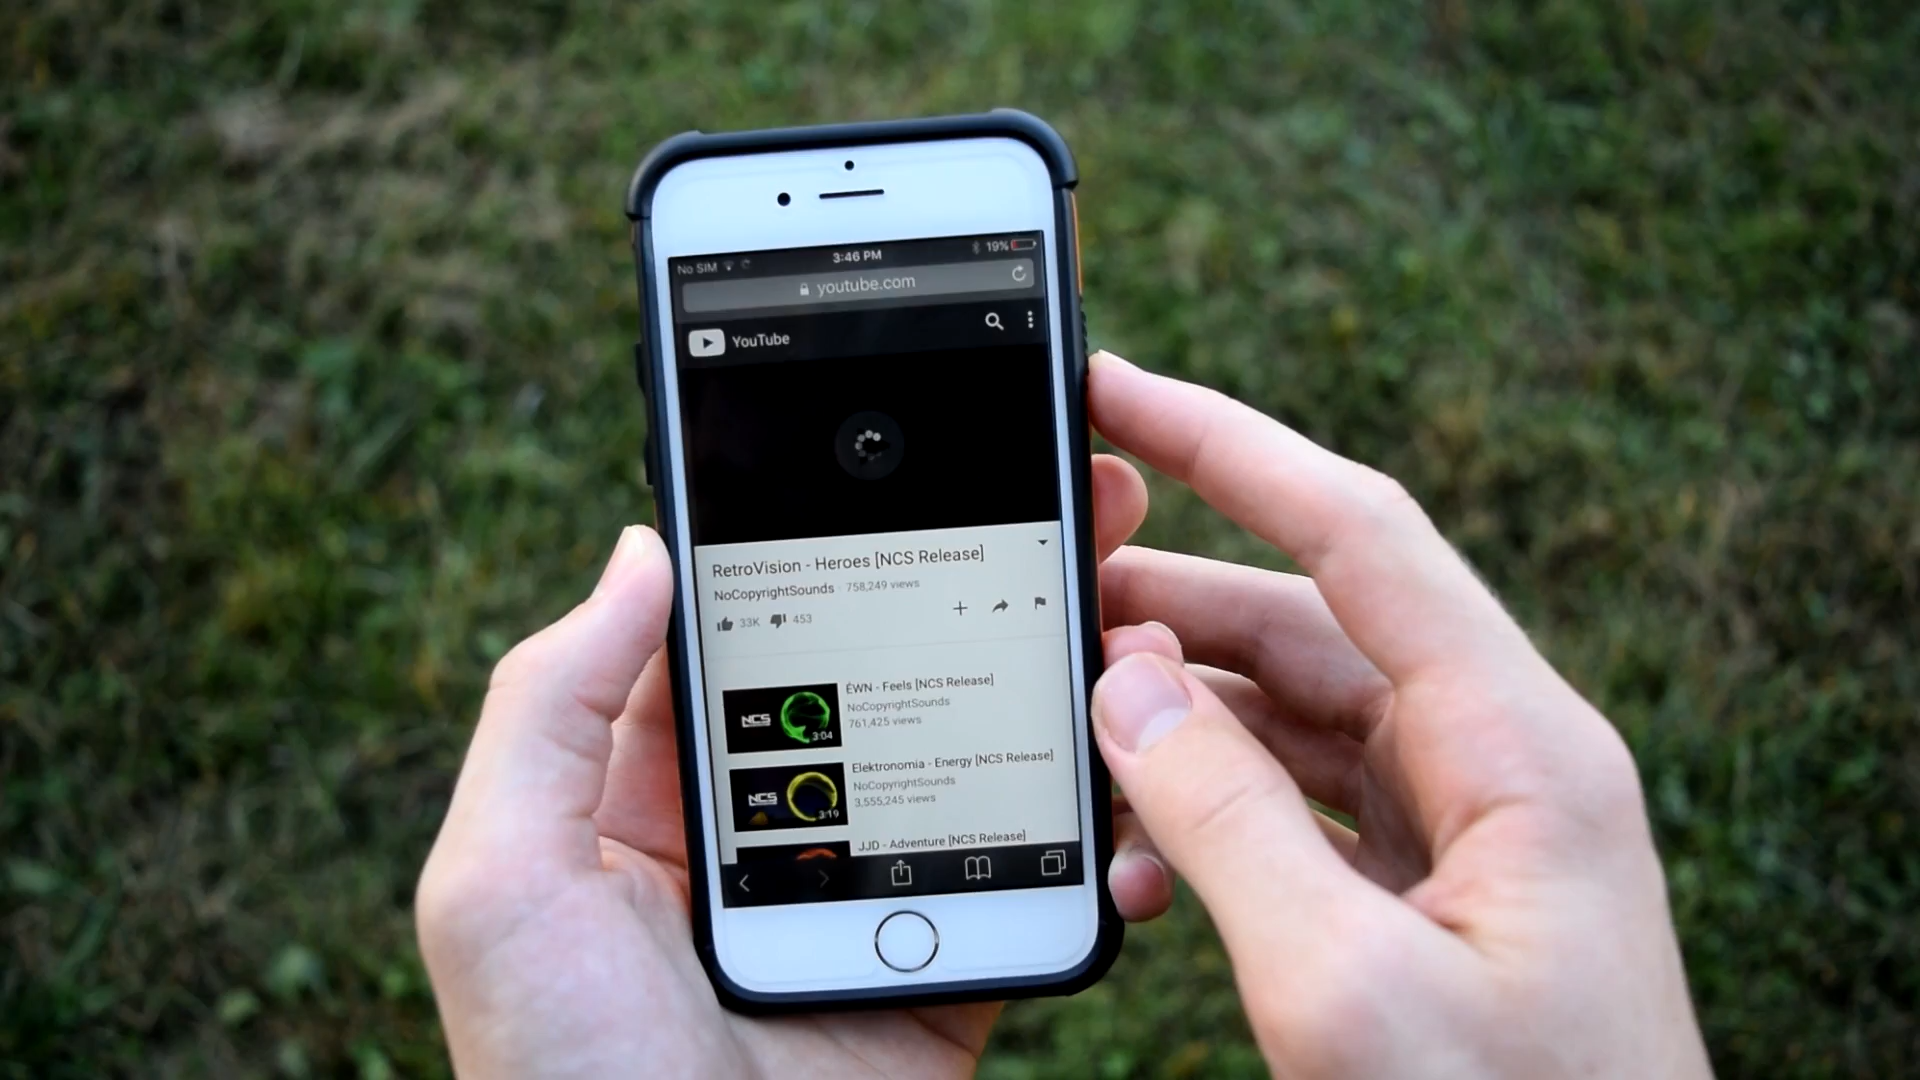 No SIM 3:46 PM 19%
youtube.com
YouTube
RetroVision - Heroes [NCS Release]
NoCopyrightSounds · 758,249 views
33K 453
ÉWN - Feels [NCS Release]
NoCopyrightSounds
761,425 views
NCS
3:04
Elektronomia - Energy [NCS Release]
NoCopyrightSounds
3,555,245 views
NCS
3:19
JJD - Adventure [NCS Release]